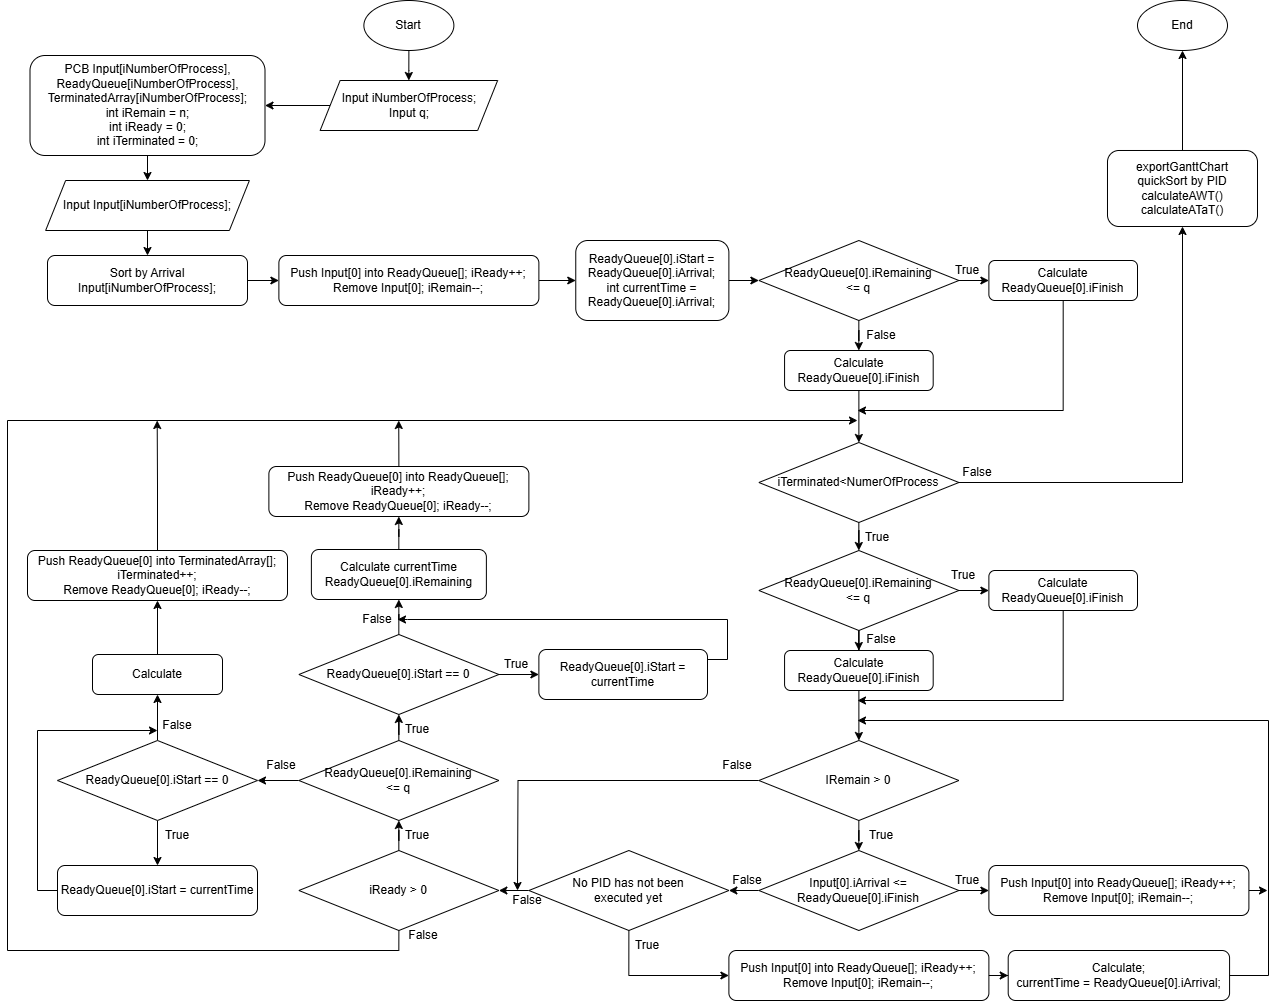 Start
End
Input iNumberOfProcess;
Input q;
PCB Input[iNumberOfProcess],
ReadyQueue[iNumberOfProcess],
TerminatedArray[iNumberOfProcess];
int iRemain = n;
int iReady = 0;
int iTerminated = 0;
Input Input[iNumberOfProcess];
exportGanttChart
quickSort by PID
calculateAWT()
calculateATaT()
Sort by Arrival
Input[iNumberOfProcess];
Push Input[0] into ReadyQueue[]; iReady++;
Remove Input[0]; iRemain--;
ReadyQueue[0].iStart =
ReadyQueue[0].iArrival;
int currentTime =
ReadyQueue[0].iArrival;
ReadyQueue[0].iRemaining
<= q
True
Calculate
ReadyQueue[0].iFinish
False
Calculate
ReadyQueue[0].iFinish
iTerminated<NumerOfProcess
False
True
ReadyQueue[0].iRemaining
<= q
True
Calculate
ReadyQueue[0].iFinish
False
Calculate
ReadyQueue[0].iFinish
IRemain > 0
False
True
Input[0].iArrival <=
ReadyQueue[0].iFinish
True
Push Input[0] into ReadyQueue[]; iReady++;
Remove Input[0]; iRemain--;
False
No PID has not been
executed yet
False
True
Push Input[0] into ReadyQueue[]; iReady++;
Remove Input[0]; iRemain--;
Calculate;
currentTime = ReadyQueue[0].iArrival;
iReady > 0
False
True
ReadyQueue[0].iRemaining
<= q
True
False
ReadyQueue[0].iStart == 0
True
ReadyQueue[0].iStart =
currentTime
False
Calculate currentTime
ReadyQueue[0].iRemaining
Push ReadyQueue[0] into ReadyQueue[];
iReady++;
Remove ReadyQueue[0]; iReady--;
ReadyQueue[0].iStart == 0
True
ReadyQueue[0].iStart = currentTime
False
Calculate
Push ReadyQueue[0] into TerminatedArray[];
iTerminated++;
Remove ReadyQueue[0]; iReady--;